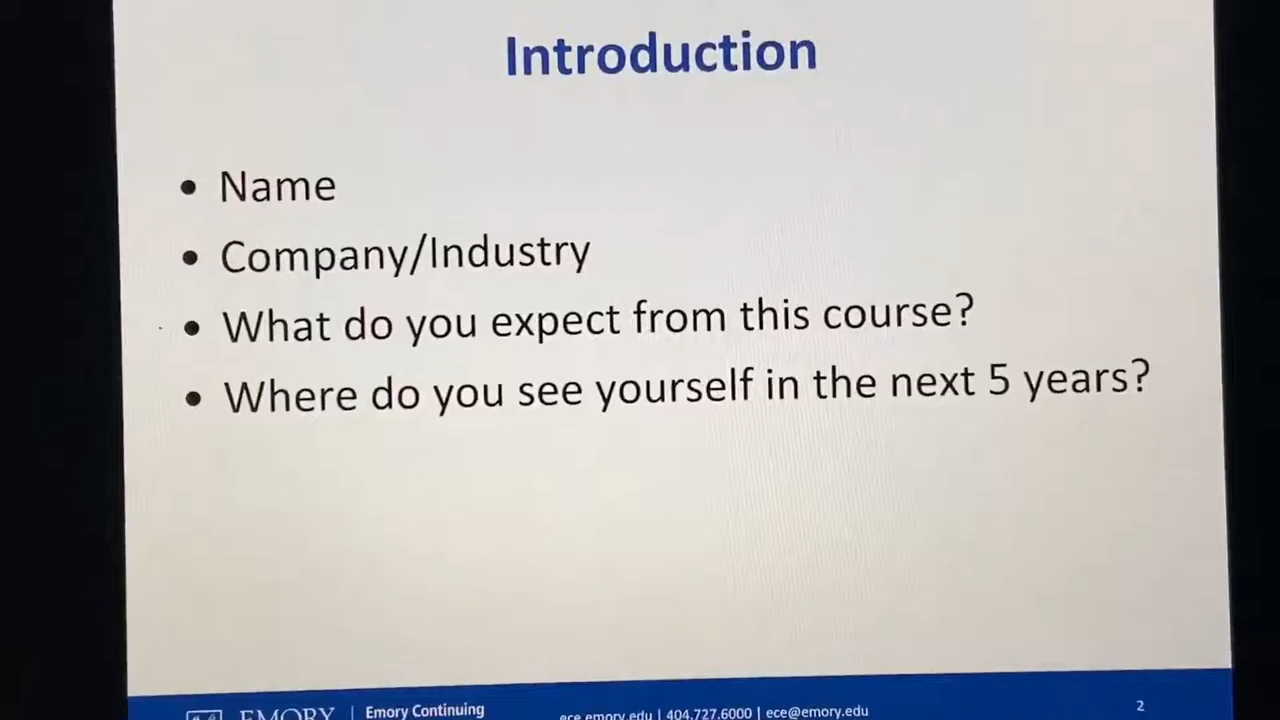 Introduction
• Name
• Company/Industry
• What do you expect from this course?
• Where do you see yourself in the next 5 years?
EMORY | Emory Continuing
ece.emory.edu | 404.727.6000 | ece@emory.edu
2